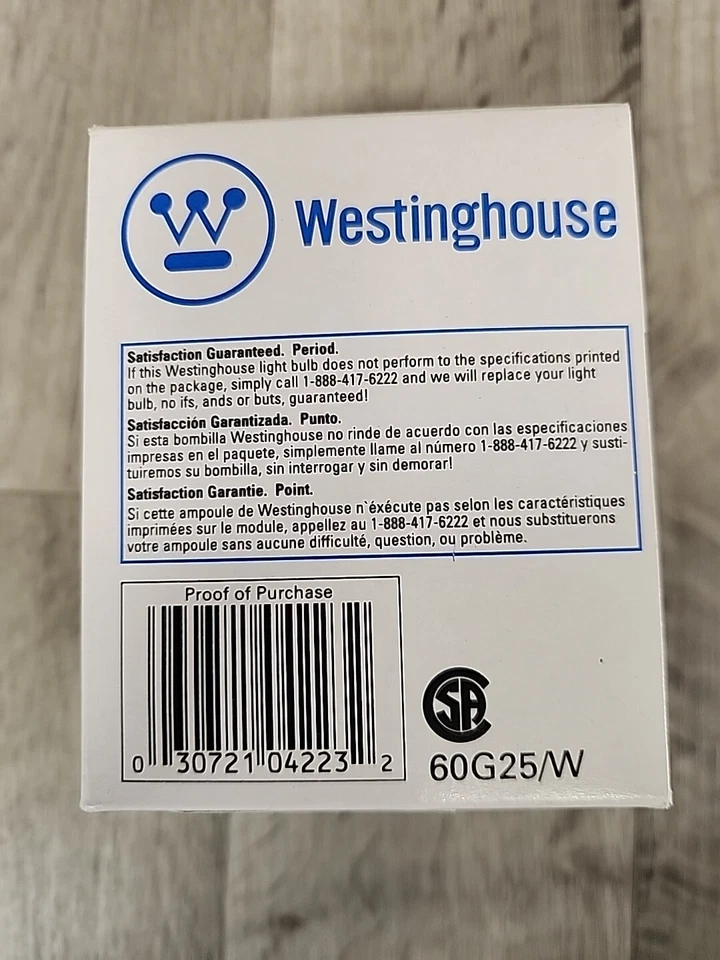 W
Westinghouse
Satisfaction Guaranteed. Period.
If this Westinghouse light bulb does not perform to the specifications printed
on the package, simply call 1-888-417-6222 and we will replace your light
bulb, no ifs, ands or buts, guaranteed!
Satisfacción Garantizada. Punto.
Si esta bombilla Westinghouse no rinde de acuerdo con las especificaciones
impresas en el paquete, simplemente llame al número 1-888-417-6222 y susti-
tuiremos su bombilla, sin interrogar y sin demorar!
Satisfaction Garantie. Point.
Si cette ampoule de Westinghouse n`éxécute pas selon les caractéristiques
imprimées sur le module, appellez au 1-888-417-6222 et nous substituerons
votre ampoule sans aucune difficulté, question, ou problème.
Proof of Purchase
0 30721 04223 2
CSA
60G25/W